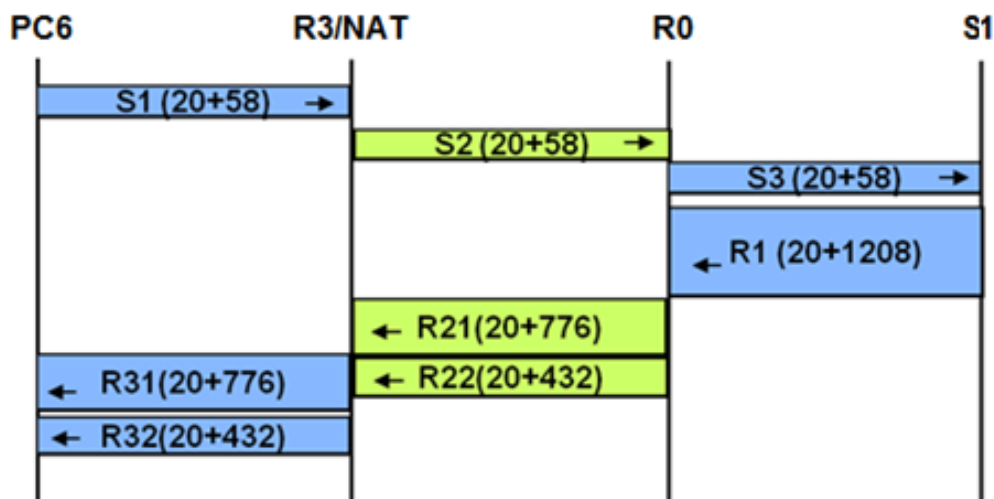 PC6 R3/NAT R0 S1
S1 (20+58)
S2 (20+58)
S3 (20+58)
R1 (20+1208)
R21(20+776)
R31(20+776)
R22(20+432)
R32(20+432)